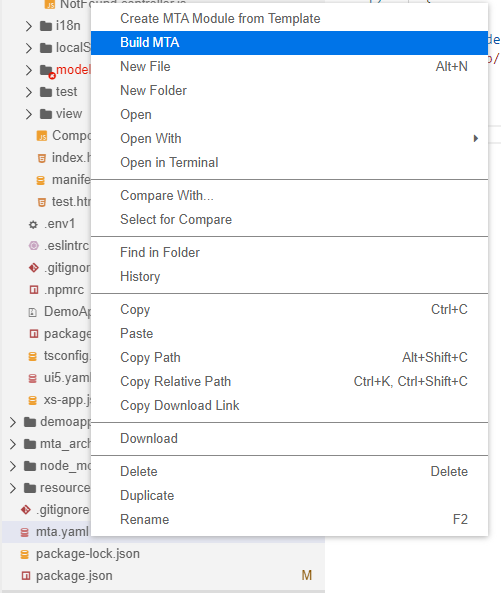 NotFound.controller.js
Create MTA Module from Template
i18n
Build MTA
localS
New File Alt+N
model
New Folder
test
Open
view
Open With
Compo
index.h
Open in Terminal
manife
Compare With...
test.htm
Select for Compare
.env1
.eslintrc
Find in Folder
.gitignor
History
.npmrc
Copy Ctrl+C
DemoAp
Paste
package
Copy Path Alt+Shift+C
tsconfig.
Copy Relative Path Ctrl+K, Ctrl+Shift+C
ui5.yaml
Copy Download Link
xs-app.js
demoapp
Download
mta_arch
node_mo
Delete Delete
resource
Duplicate
.gitignore
Rename F2
mta.yaml
package-lock.json
package.json M